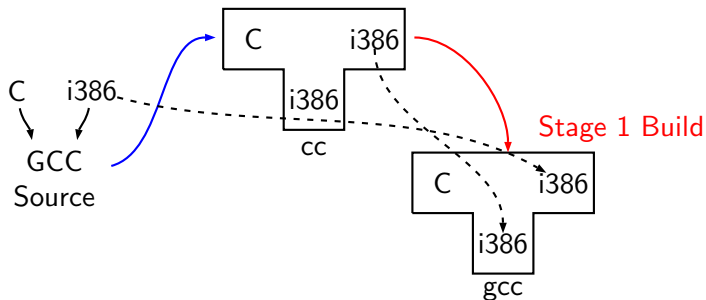 C i386
i386
cc
C i386
GCC
Source
Stage 1 Build
C i386
i386
gcc